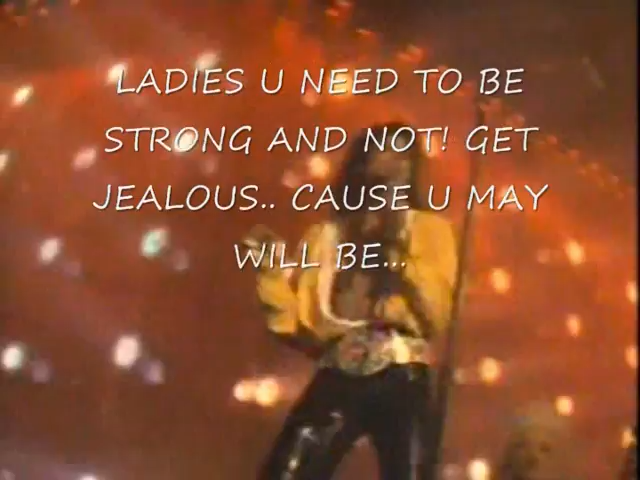 LADIES U NEED TO BE
STRONG AND NOT! GET
JEALOUS.. CAUSE U MAY
WILL BE...